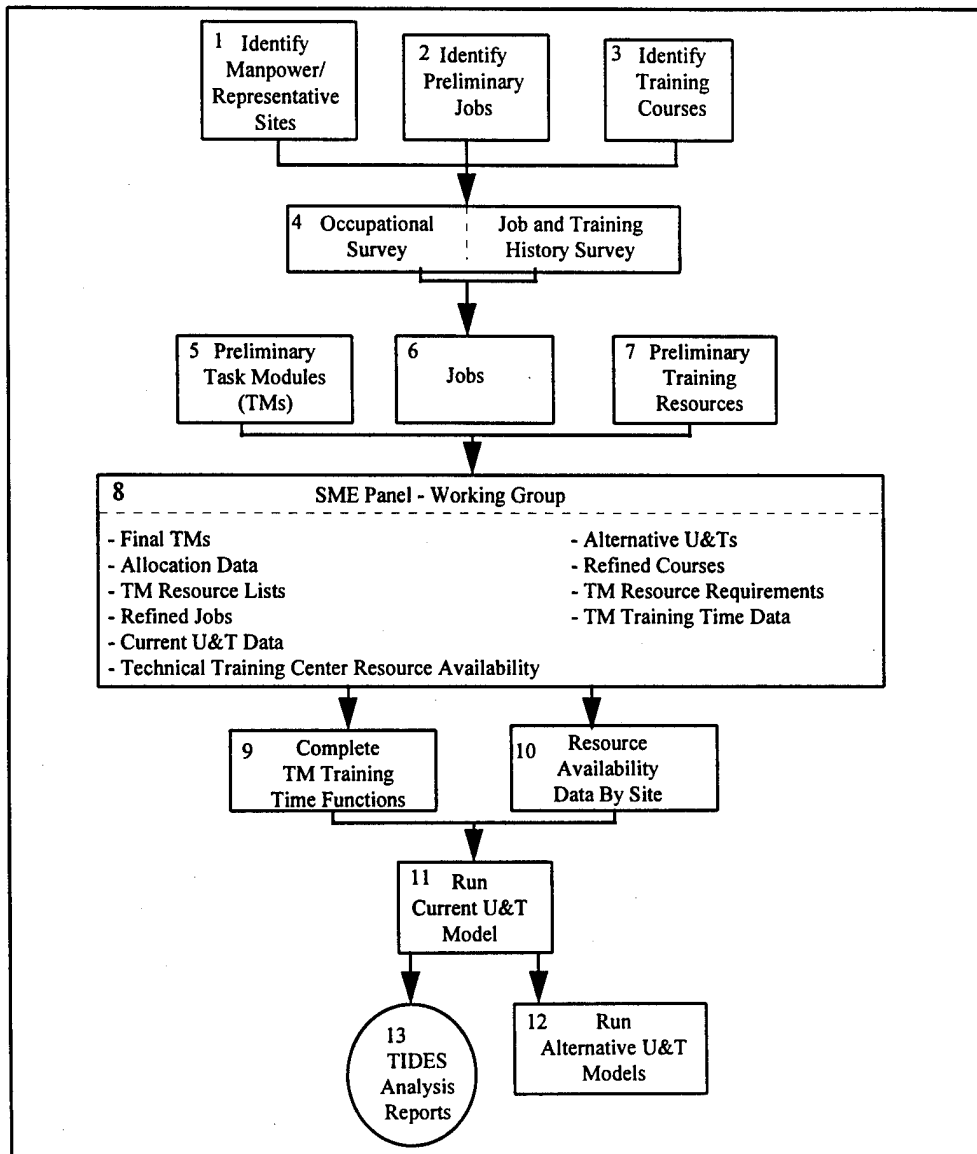 1 Identify
Manpower/
Representative
Sites
2 Identify
Preliminary
Jobs
3 Identify
Training
Courses
4 Occupational
Survey
Job and Training
History Survey
5 Preliminary
Task Modules
(TMs)
6
Jobs
7 Preliminary
Training
Resources
8 SME Panel - Working Group
- Final TMs
- Allocation Data
- TM Resource Lists
- Refined Jobs
- Current U&T Data
- Technical Training Center Resource Availability
- Alternative U&Ts
- Refined Courses
- TM Resource Requirements
- TM Training Time Data
9 Complete
TM Training
Time Functions
10 Resource
Availability
Data By Site
11 Run
Current U&T
Model
13
TIDES
Analysis
Reports
12 Run
Alternative U&T
Models